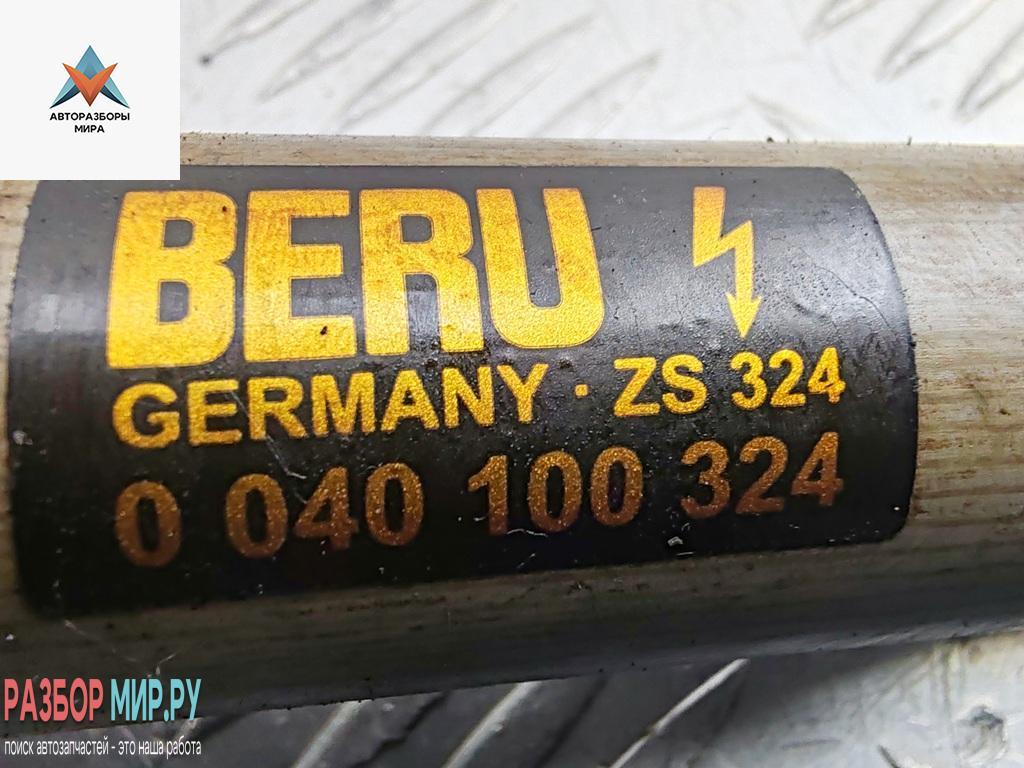 АВТОРАЗБОРЫ
МИРА
BERU
GERMANY · ZS 324
0 040 100 324
РАЗБОР МИР.РУ
поиск автозапчастей - это наша работа